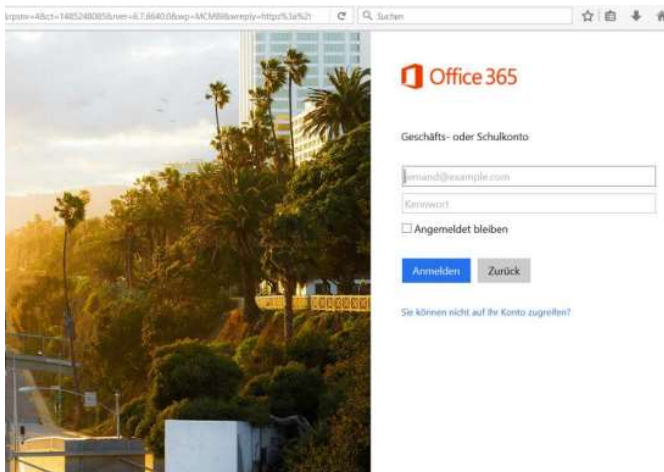 Suchen
Office 365
Geschäfts- oder Schulkonto
jemand@example.com
Kennwort
Angemeldet bleiben
Anmelden Zurück
Sie können nicht auf Ihr Konto zugreifen?